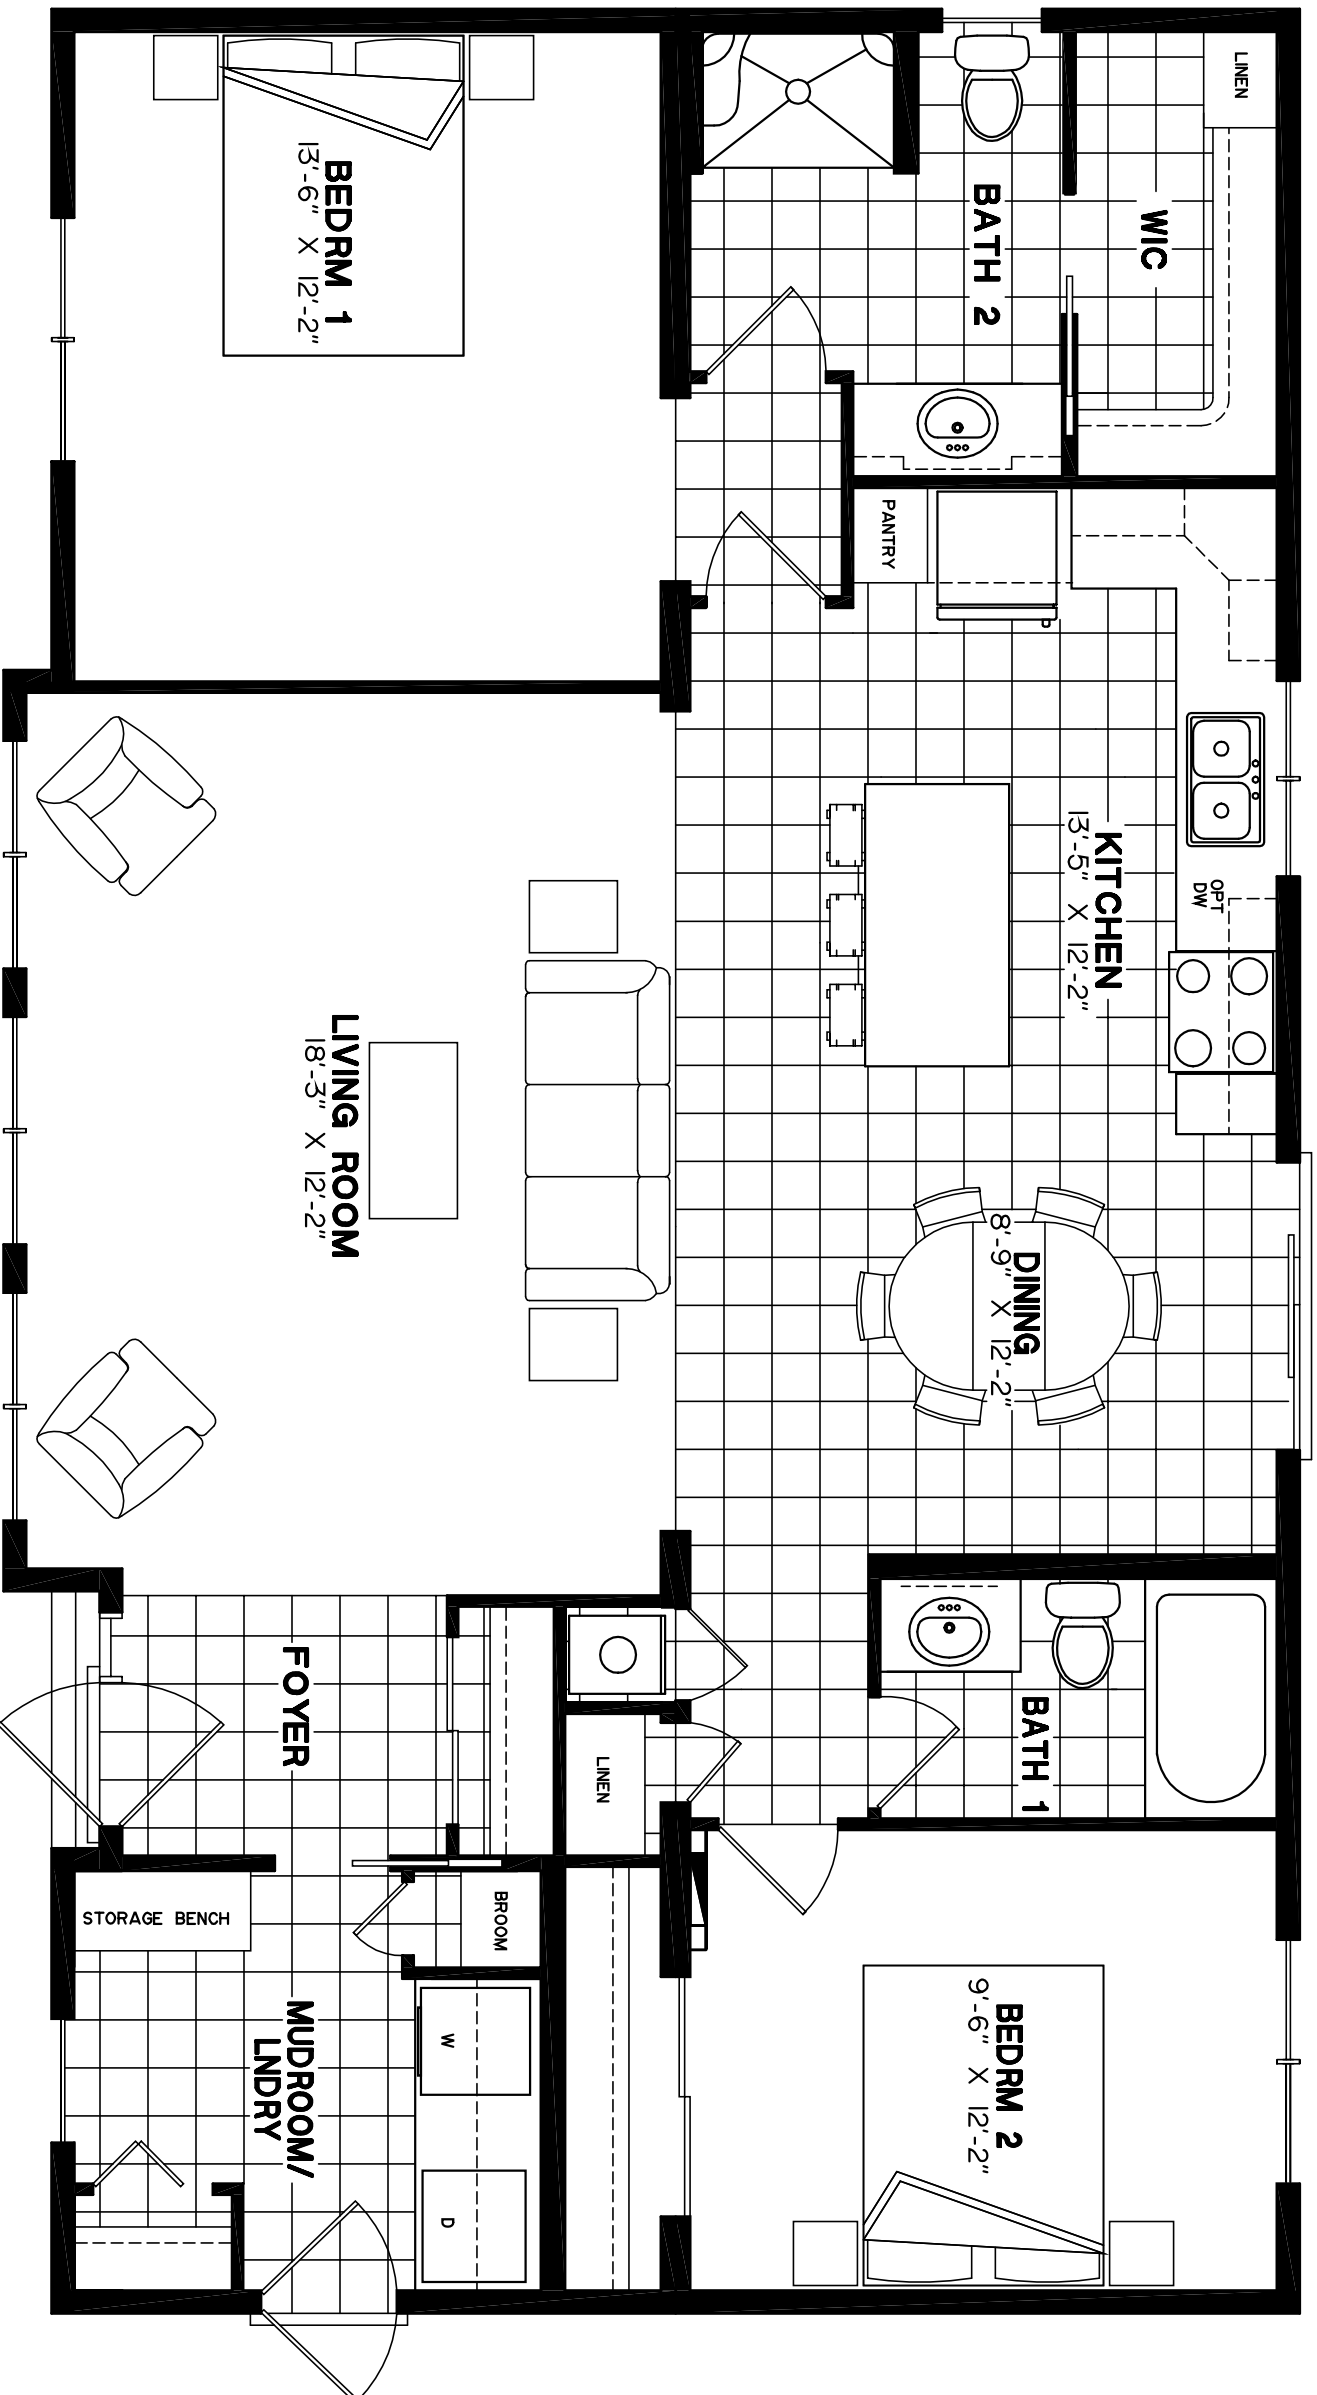 LINEN
WIC
BATH 2
BEDRM 1
13'-6" X 12'-2"
PANTRY
KITCHEN
13'-5" X 12'-2"
OPT
DW
LIVING ROOM
18'-3" X 12'-2"
DINING
8'-9" X 12'-2"
BATH 1
FOYER
LINEN
BROOM
STORAGE BENCH
MUDROOM/
LNDRY
W
D
BEDRM 2
9'-6" X 12'-2"